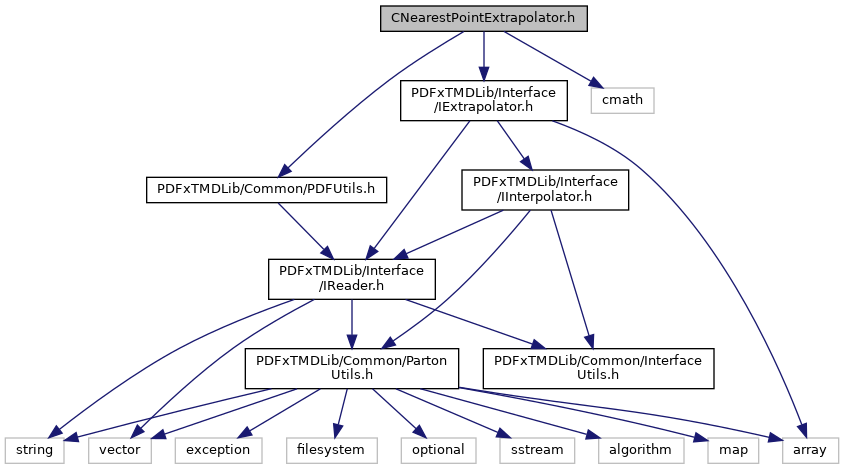 CNearestPointExtrapolator.h
PDFxTMDLib/Interface
/IExtrapolator.h
cmath
PDFxTMDLib/Common/PDFUtils.h
PDFxTMDLib/Interface
/IInterpolator.h
PDFxTMDLib/Interface
/IReader.h
PDFxTMDLib/Common/Parton
Utils.h
PDFxTMDLib/Common/Interface
Utils.h
string
vector
exception
filesystem
optional
sstream
algorithm
map
array